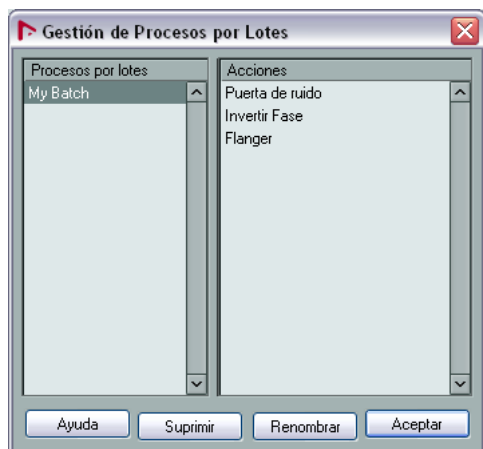 Gestión de Procesos por Lotes
Procesos por lotes
My Batch
Acciones
Puerta de ruido
Invertir Fase
Flanger
Ayuda
Suprimir
Renombrar
Aceptar